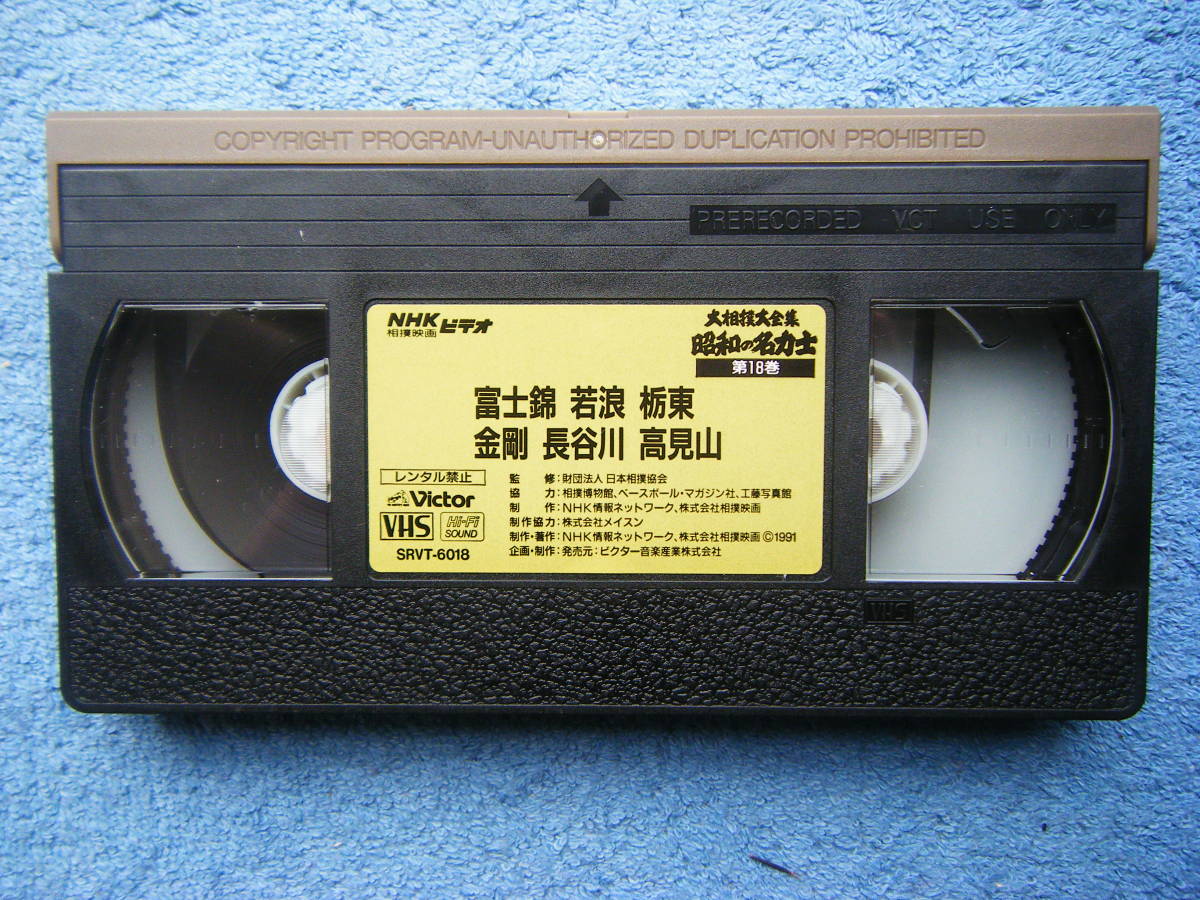 COPYRIGHT PROGRAM-UNAUTHORIZED DUPLICATION PROHIBITED
PRERECORDED VCT USE ONLY
NHK ビデオ
相撲映画
大相撲大全集
昭和の名力士
第18巻
富士錦 若浪 栃東
金剛 長谷川 高見山
レンタル禁止
Victor
VHS Hi-Fi SOUND
SRVT-6018
監 修:財団法人 日本相撲協会
協 力:相撲博物館、ベースボール・マガジン社、工藤写真館
制 作:NHK情報ネットワーク、株式会社相撲映画
制作協力:株式会社メイスン
制作・著作:NHK情報ネットワーク、株式会社相撲映画 ©1991
企画・制作:発売元:ビクター音楽産業株式会社
VHS